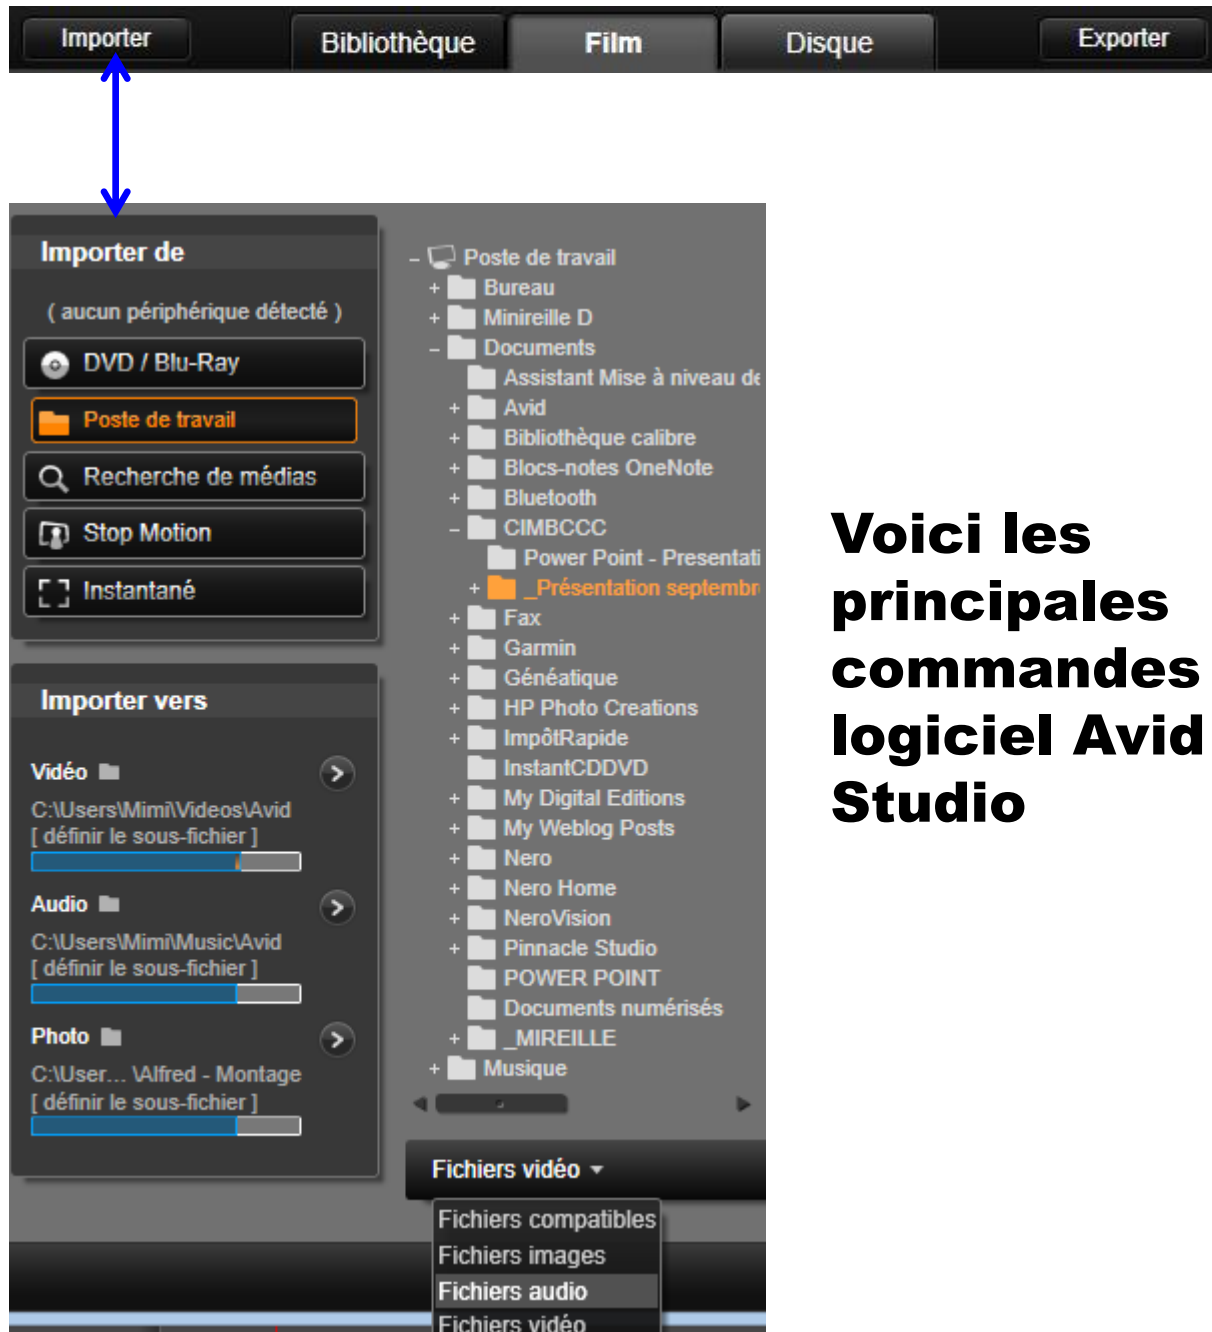 Importer
Bibliothèque
Film
Disque
Exporter
Importer de
( aucun périphérique détecté )
DVD / Blu-Ray
Poste de travail
Recherche de médias
Stop Motion
Instantané
Importer vers
Vidéo
C:\Users\Mimi\Videos\Avid
[ définir le sous-fichier ]
Audio
C:\Users\Mimi\Music\Avid
[ définir le sous-fichier ]
Photo
C:\User... \Alfred - Montage
[ définir le sous-fichier ]
Poste de travail
Bureau
Minireille D
Documents
Assistant Mise à niveau de
Avid
Bibliothèque calibre
Blocs-notes OneNote
Bluetooth
CIMBCCC
Power Point - Presentati
_Présentation septembr
Fax
Garmin
Généatique
HP Photo Creations
ImpôtRapide
InstantCDDVD
My Digital Editions
My Weblog Posts
Nero
Nero Home
NeroVision
Pinnacle Studio
POWER POINT
Documents numérisés
_MIREILLE
Musique
Fichiers vidéo
Fichiers compatibles
Fichiers images
Fichiers audio
Fichiers vidéo
Voici les
principales
commandes
logiciel Avid
Studio